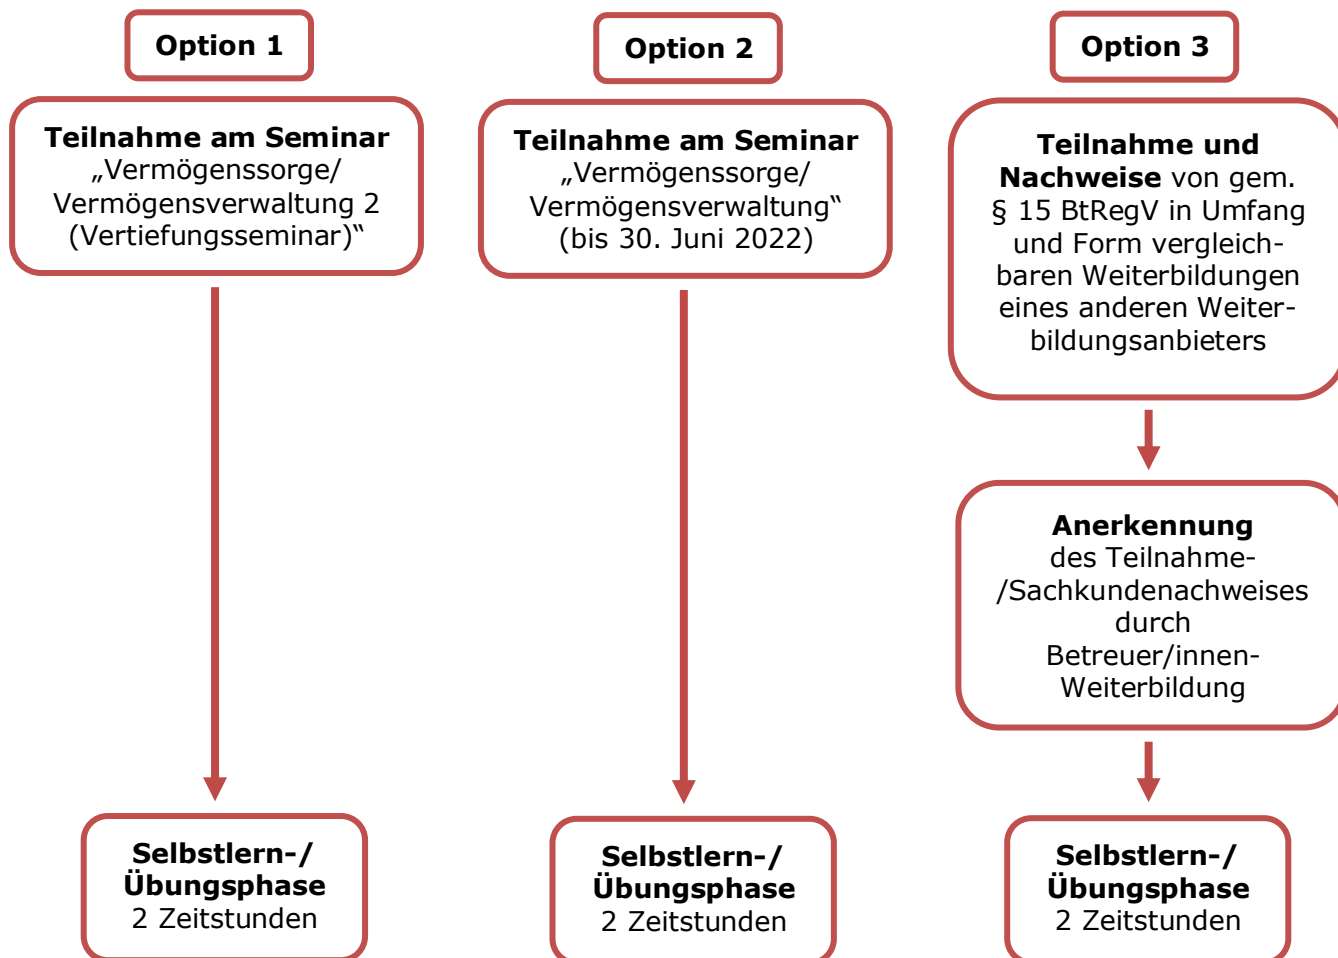 Option 1
Teilnahme am Seminar
„Vermögenssorge/
Vermögensverwaltung 2
(Vertiefungsseminar)“
Selbstlern-/
Übungsphase
2 Zeitstunden
Option 2
Teilnahme am Seminar
„Vermögenssorge/
Vermögensverwaltung“
(bis 30. Juni 2022)
Selbstlern-/
Übungsphase
2 Zeitstunden
Option 3
Teilnahme und
Nachweise von gem.
§ 15 BtRegV in Umfang
und Form vergleich-
baren Weiterbildungen
eines anderen Weiter-
bildungsanbieters
Anerkennung
des Teilnahme-
/Sachkundenachweises
durch
Betreuer/innen-
Weiterbildung
Selbstlern-/
Übungsphase
2 Zeitstunden